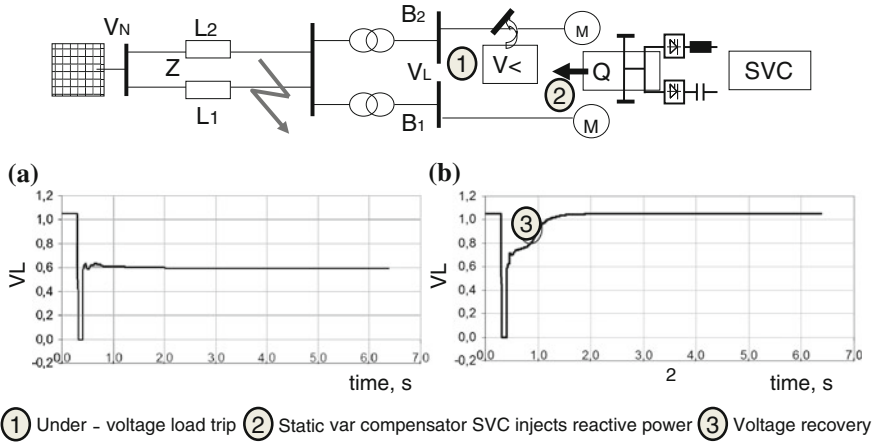 VN L2 B2 M
Z 1 V< VL Q SVC
2
L1 B1 M
(a) (b)
1,2 1,2
1,0 1,0
3
0,8 0,8
VL 0,6 VL 0,6
0,4 0,4
0,2 0,2
0,0 0,0
-0,2 0,0 1,0 2,0 3,0 4,0 5,0 6,0 7,0 -0,2 0,0 1,0 2,0 3,0 4,0 5,0 6,0 7,0
time, s 2 time, s
1 Under - voltage load trip 2 Static var compensator SVC injects reactive power 3 Voltage recovery